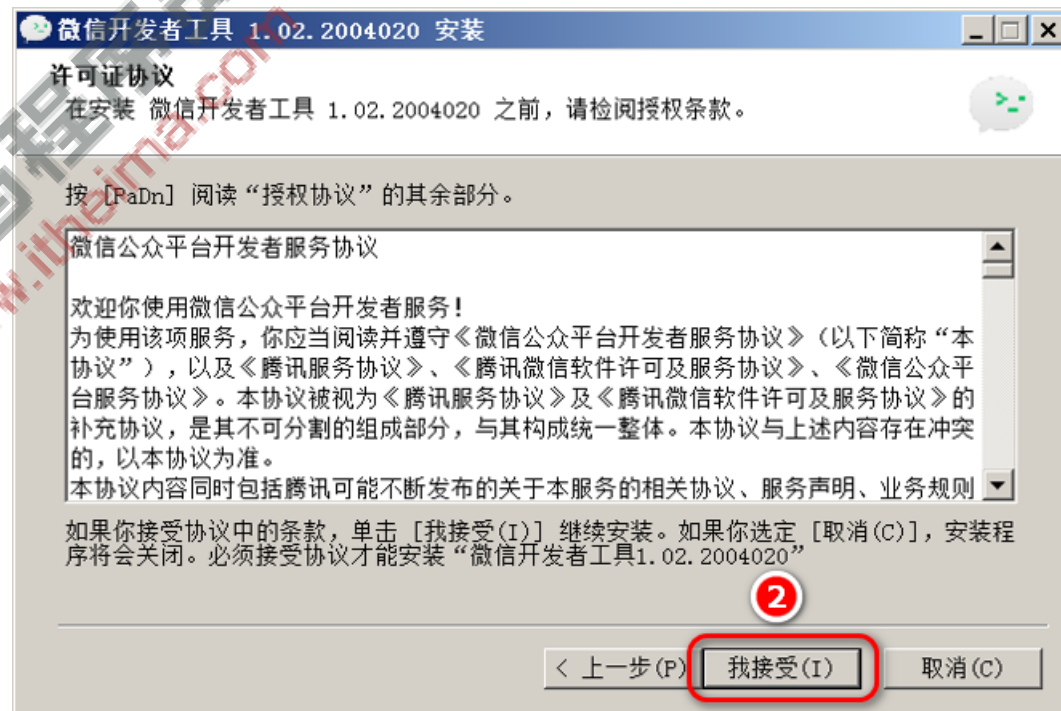 微信开发者工具 1.02.2004020 安装
许可证协议
在安装 微信开发者工具 1.02.2004020 之前，请检阅授权条款。
按 [PaDn] 阅读“授权协议”的其余部分。
微信公众平台开发者服务协议
欢迎你使用微信公众平台开发者服务！
为使用该项服务，你应当阅读并遵守《微信公众平台开发者服务协议》（以下简称“本
协议”），以及《腾讯服务协议》、《腾讯微信软件许可及服务协议》、《微信公众平
台服务协议》。本协议被视为《腾讯服务协议》及《腾讯微信软件许可及服务协议》的
补充协议，是其不可分割的组成部分，与其构成统一整体。本协议与上述内容存在冲突
的，以本协议为准。
本协议内容同时包括腾讯可能不断发布的关于本服务的相关协议、服务声明、业务规则
如果你接受协议中的条款，单击 [我接受(I)] 继续安装。如果你选定 [取消(C)]，安装程
序将会关闭。必须接受协议才能安装“微信开发者工具1.02.2004020”
2
< 上一步(P)
我接受(I)
取消(C)
www.itheima.com